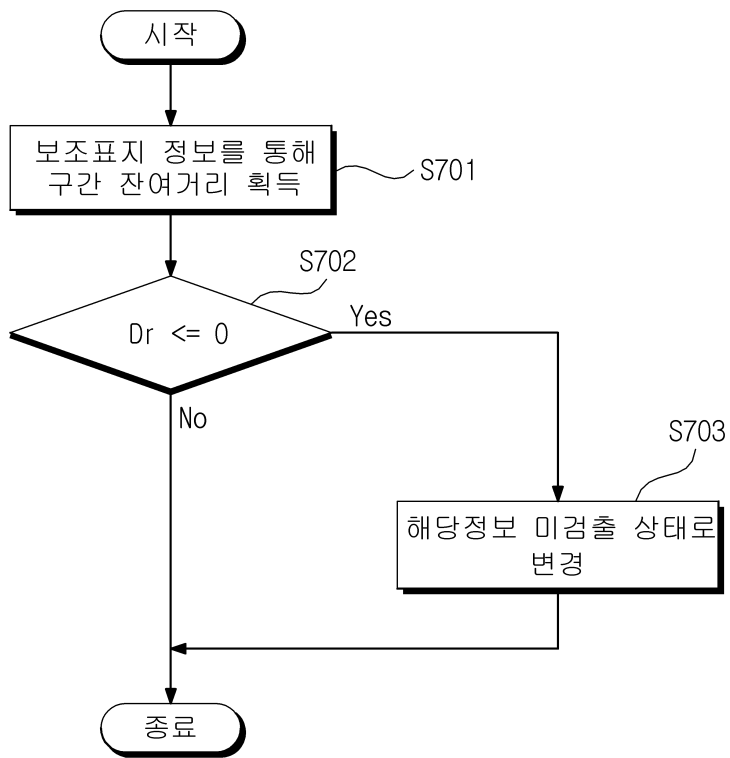 시작
보조표지 정보를 통해
구간 잔여거리 획득
S701
S702
Dr <= 0
Yes
No
S703
해당정보 미검출 상태로
변경
종료